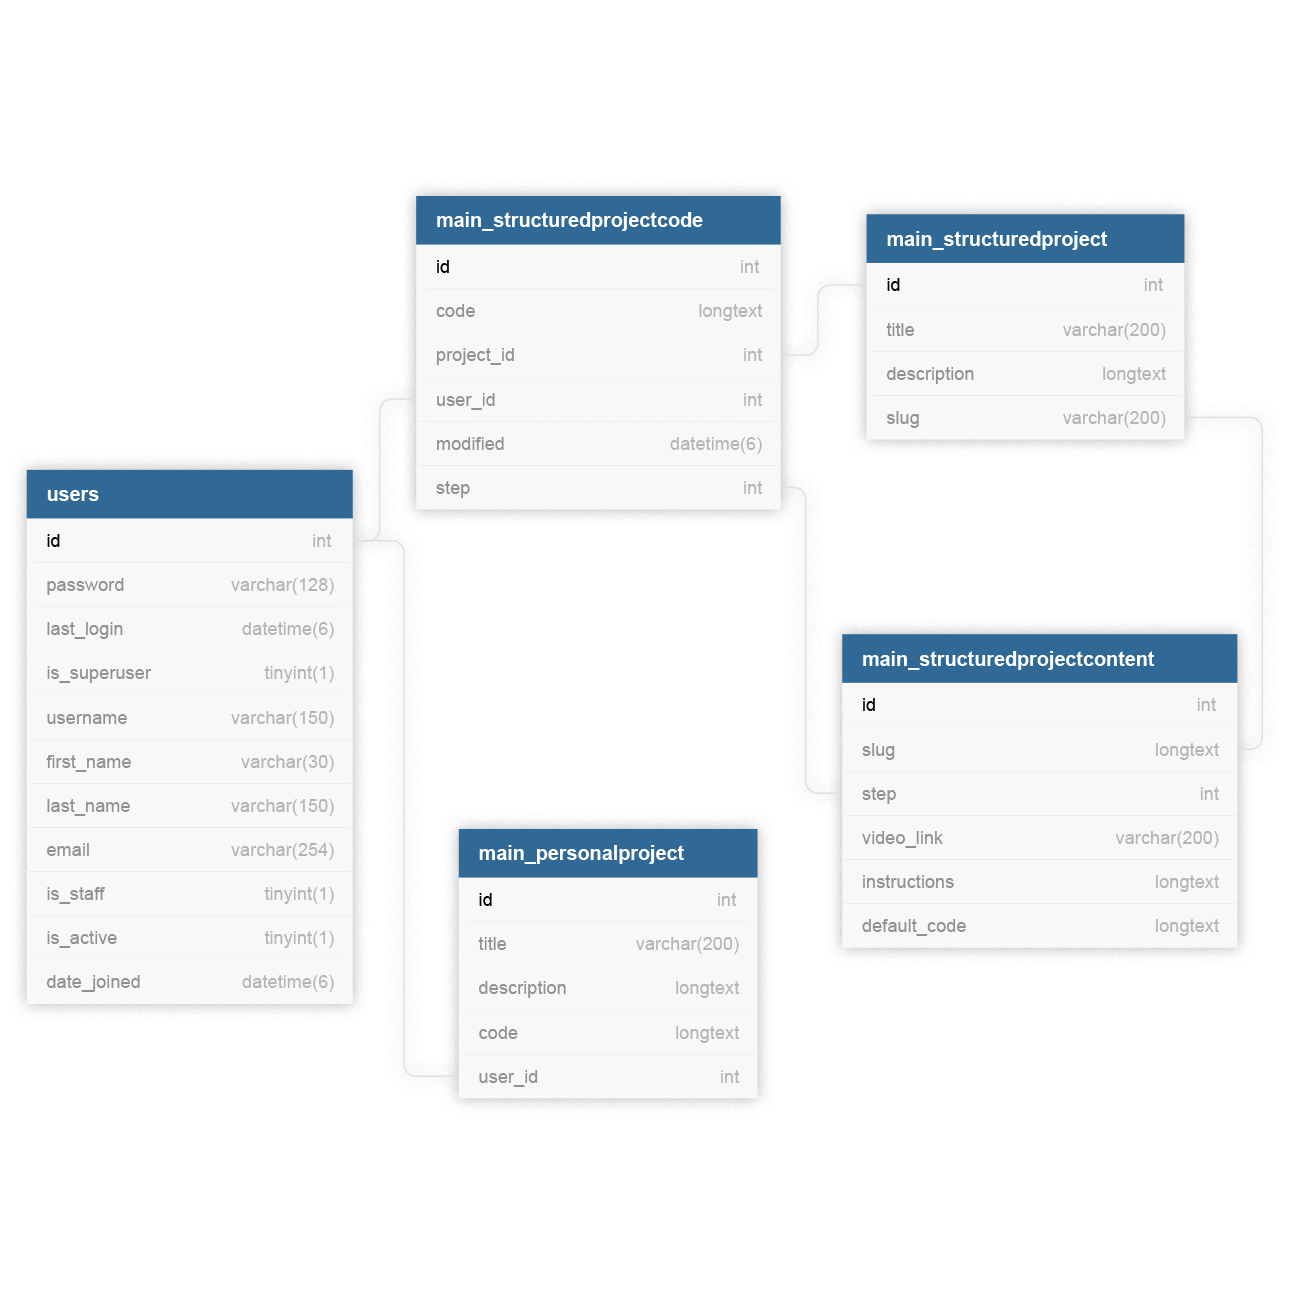 main_structuredprojectcode
id int
code longtext
project_id int
user_id int
modified datetime(6)
step int
main_structuredproject
id int
title varchar(200)
description longtext
slug varchar(200)
users
id int
password varchar(128)
last_login datetime(6)
is_superuser tinyint(1)
username varchar(150)
first_name varchar(30)
last_name varchar(150)
email varchar(254)
is_staff tinyint(1)
is_active tinyint(1)
date_joined datetime(6)
main_structuredprojectcontent
id int
slug longtext
step int
video_link varchar(200)
instructions longtext
default_code longtext
main_personalproject
id int
title varchar(200)
description longtext
code longtext
user_id int